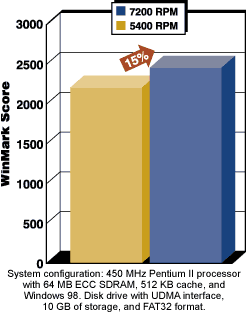 7200 RPM
5400 RPM
3000
15%
2500
2000
WinMark Score
1500
1000
500
0
System configuration: 450 MHz Pentium II processor
with 64 MB ECC SDRAM, 512 KB cache, and
Windows 98. Disk drive with UDMA interface,
10 GB of storage, and FAT32 format.